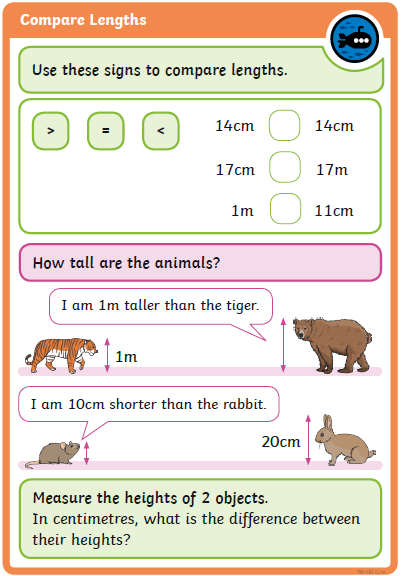 Compare Lengths
Use these signs to compare lengths.
> = <
14cm 14cm
17cm 17m
1m 11cm
How tall are the animals?
I am 1m taller than the tiger.
1m
I am 10cm shorter than the rabbit.
20cm
Measure the heights of 2 objects.
In centimetres, what is the difference between
their heights?